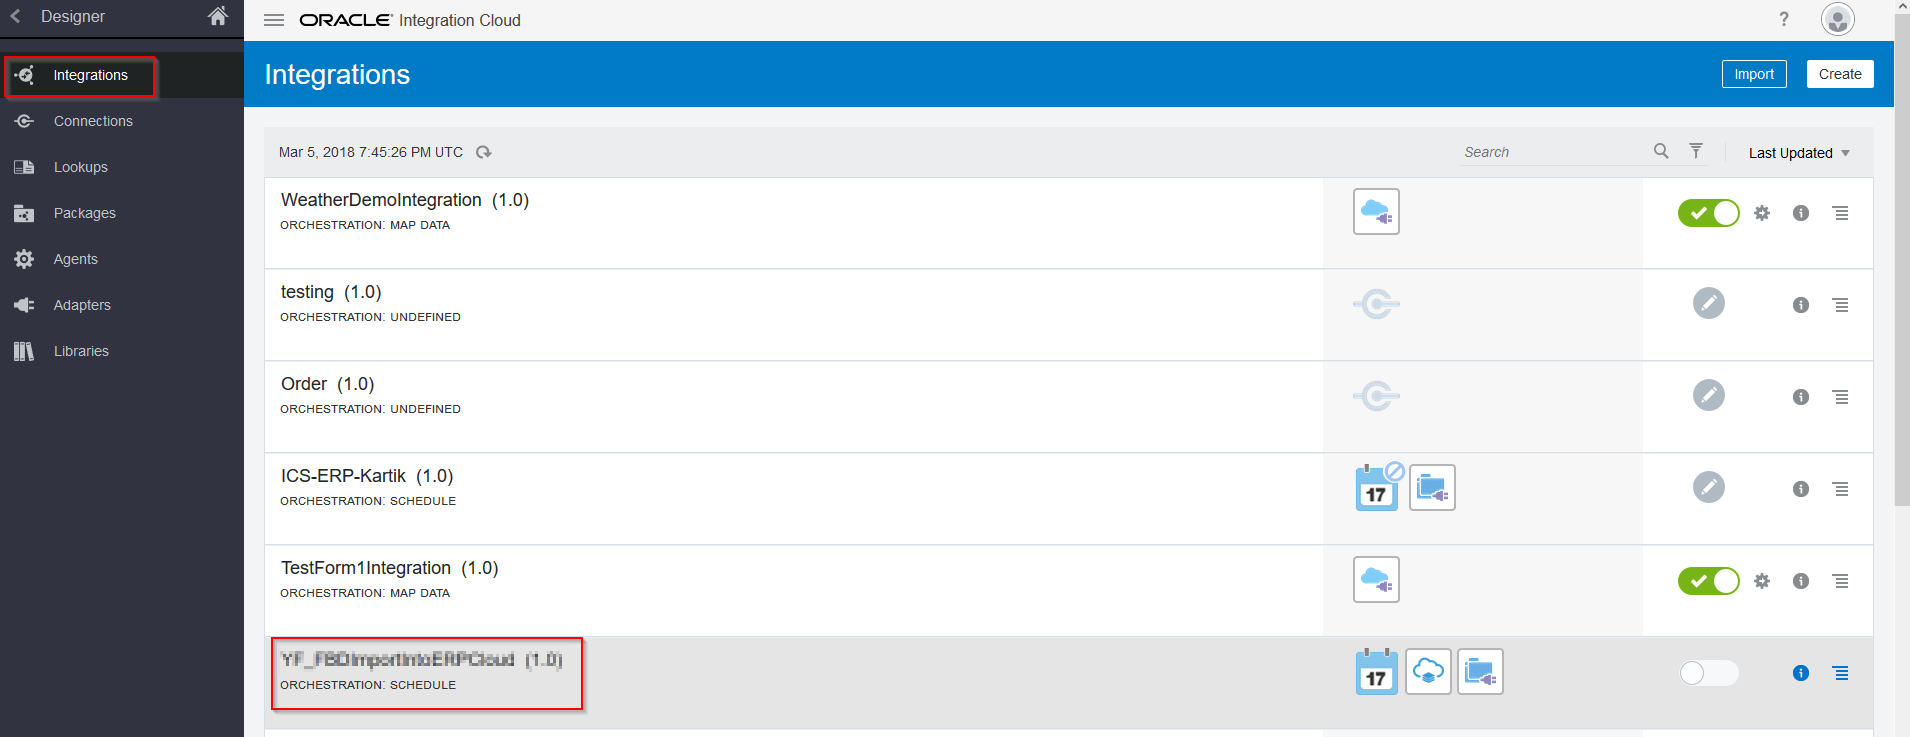 Designer
Integrations
Connections
Lookups
Packages
Agents
Adapters
Libraries
ORACLE Integration Cloud
?
Integrations
Import
Create
Mar 5, 2018 7:45:26 PM UTC
Search
Last Updated
WeatherDemoIntegration (1.0)
ORCHESTRATION: MAP DATA
testing (1.0)
ORCHESTRATION: UNDEFINED
Order (1.0)
ORCHESTRATION: UNDEFINED
ICS-ERP-Kartik (1.0)
ORCHESTRATION: SCHEDULE
17
TestForm1Integration (1.0)
ORCHESTRATION: MAP DATA
(1.0)
ORCHESTRATION: SCHEDULE
17